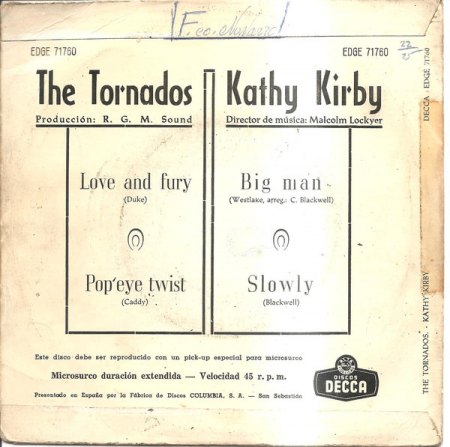 EDGE 71760
EDGE 71760
22
The Tornados
Producción: R. G. M. Sound
Love and fury
(Duke)
Pop'eye twist
(Caddy)
Kathy Kirby
Director de música: Malcolm Lockyer
Big man
(Westlake, arreg.: C. Blackwell)
Slowly
(Blackwell)
Este disco debe ser reproducido con un pick-up especial para microsurco
Microsurco duración extendida — Velocidad 45 r. p. m.
Presentado en España por la Fábrica de Discos COLUMBIA, S. A. — San Sebastián
DISCOS
DECCA
THE TORNADOS. - KATHY KIRBY
DECCA - EDGE 71760